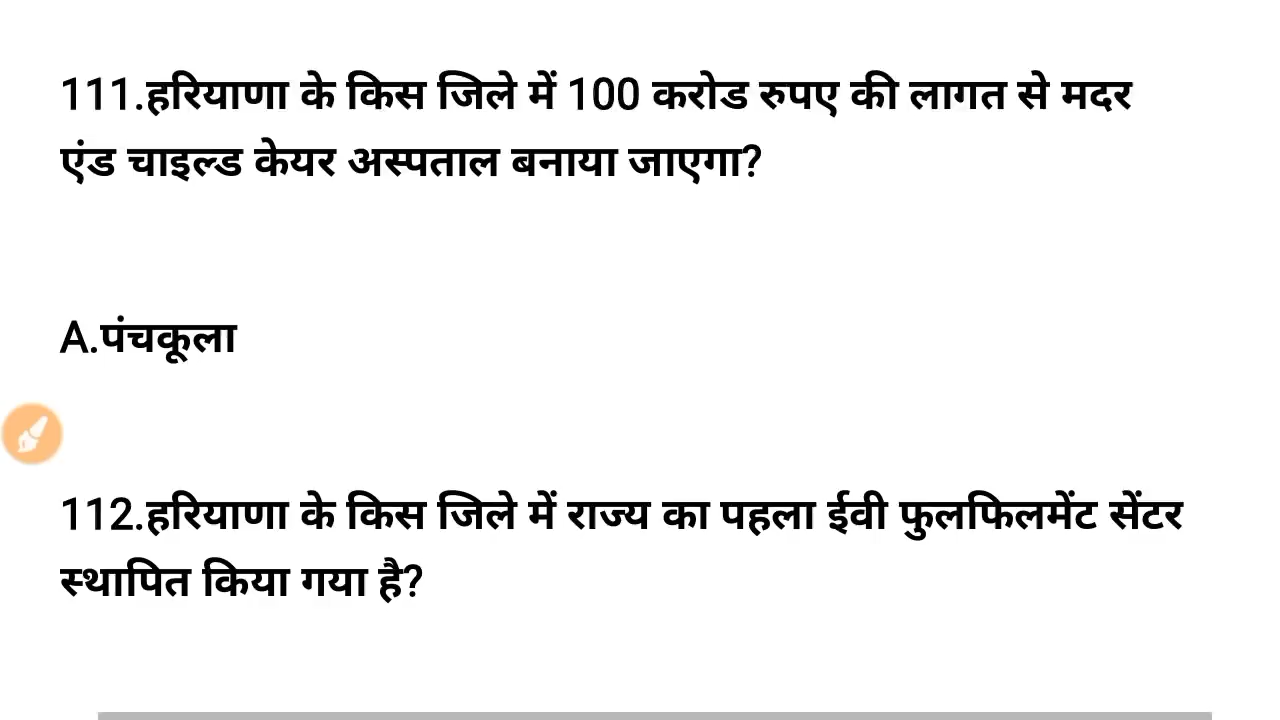 111.हरियाणा के किस जिले में 100 करोड रुपए की लागत से मदर
एंड चाइल्ड केयर अस्पताल बनाया जाएगा?
A.पंचकूला
112.हरियाणा के किस जिले में राज्य का पहला ईवी फुलफिलमेंट सेंटर
स्थापित किया गया है?